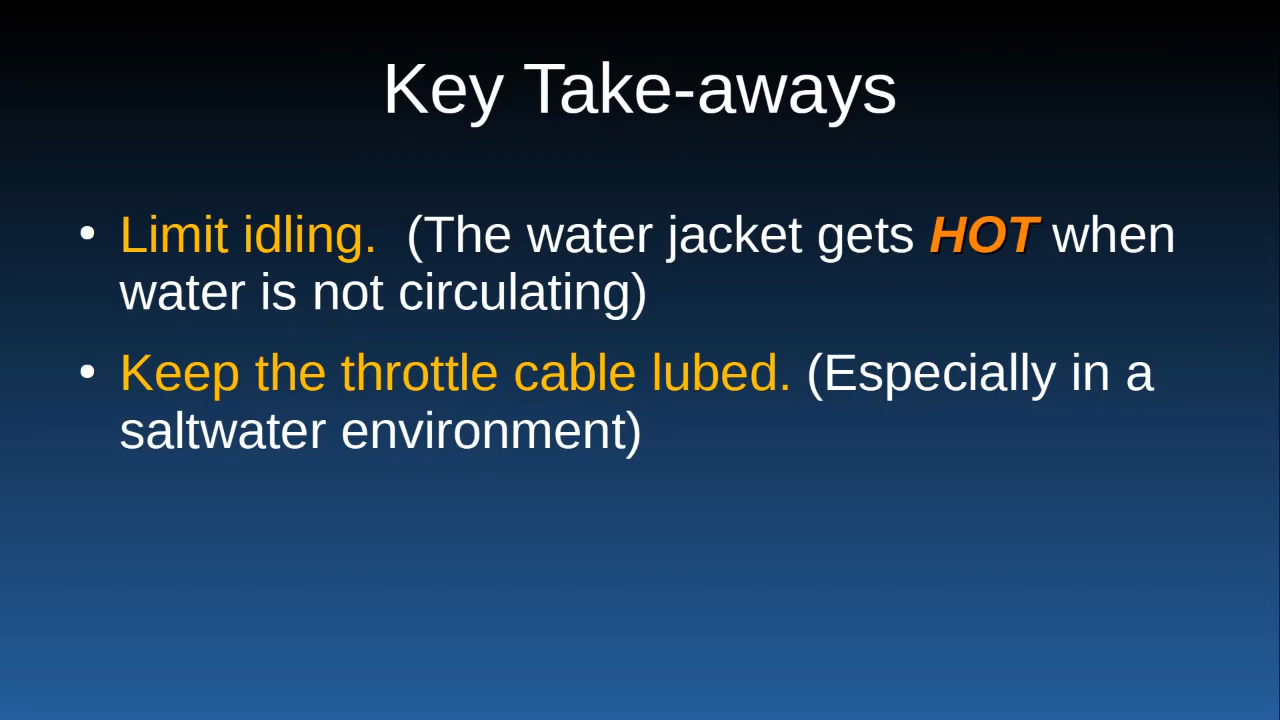 Key Take-aways
• Limit idling.  (The water jacket gets HOT when
water is not circulating)
• Keep the throttle cable lubed. (Especially in a
saltwater environment)